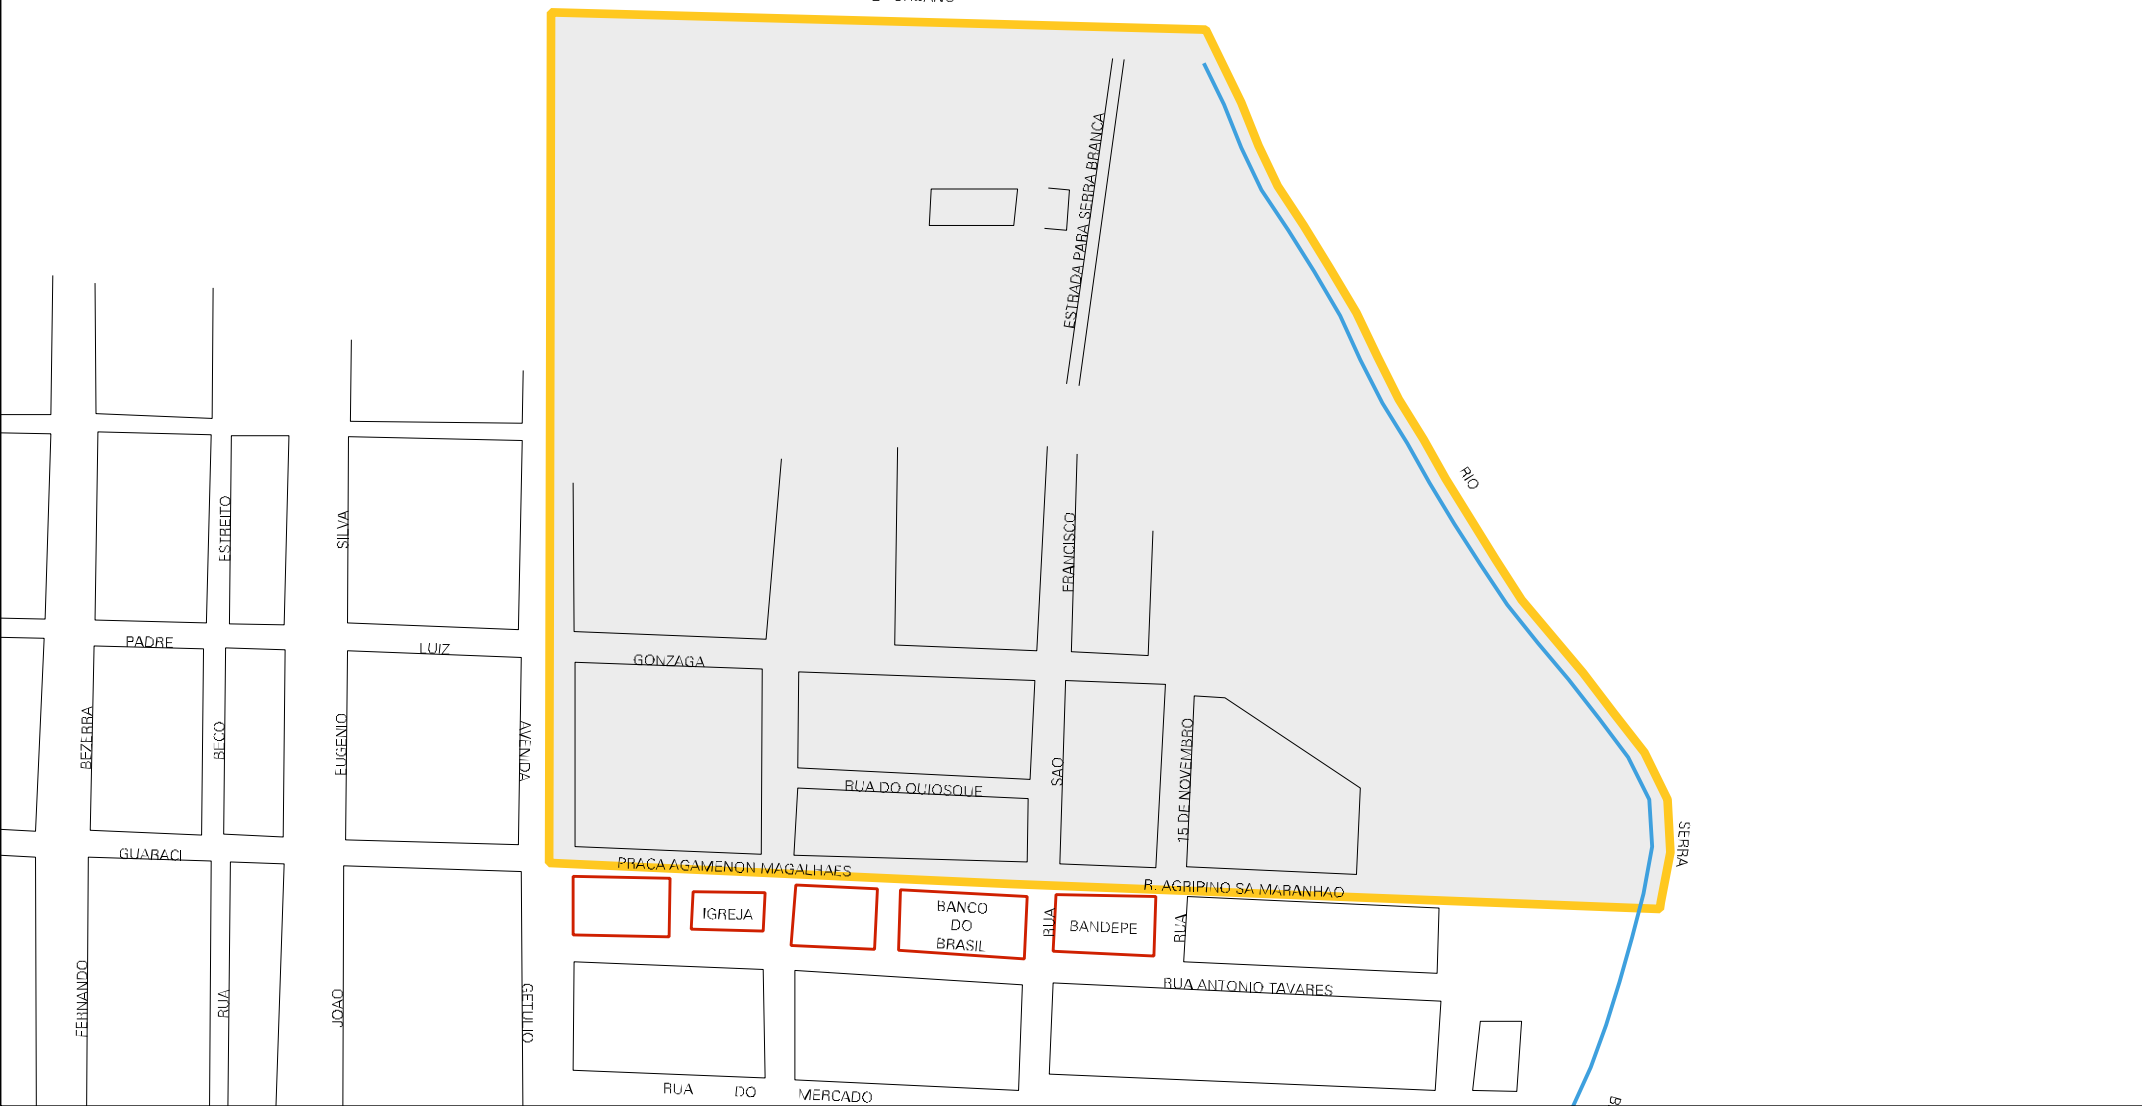 ESTRADA PARA SERRA BRANCA
RIO
ESTREITO
SILVA
FRANCISCO
PADRE
LUIZ
GONZAGA
BEZERRA
BECO
EUGENIO
AVENIDA
RUA DO QUIOSQUE
SAO
15 DE NOVEMBRO
SERRA
GUARACI
PRACA AGAMENON MAGALHAES
R. AGRIPINO SA MARANHAO
IGREJA
BANCO
DO
BRASIL
RUA
BANDEPE
RUA
FERNANDO
RUA
JOAO
GETULIO
RUA ANTONIO TAVARES
RUA DO MERCADO